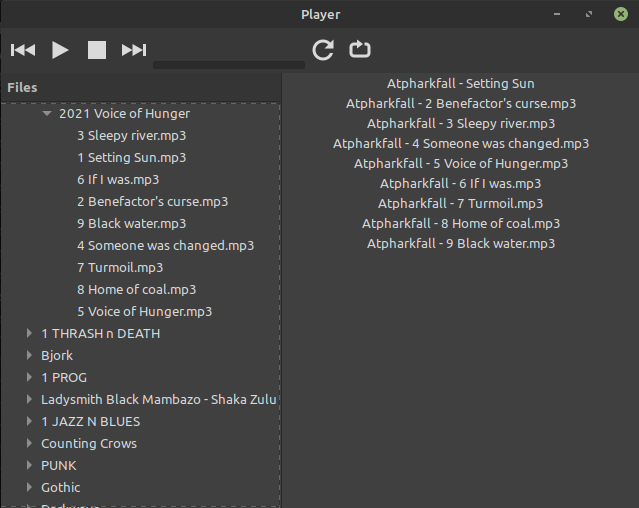 Player
Files
2021 Voice of Hunger
3 Sleepy river.mp3
1 Setting Sun.mp3
6 If I was.mp3
2 Benefactor's curse.mp3
9 Black water.mp3
4 Someone was changed.mp3
7 Turmoil.mp3
8 Home of coal.mp3
5 Voice of Hunger.mp3
1 THRASH n DEATH
Bjork
1 PROG
Ladysmith Black Mambazo - Shaka Zulu
1 JAZZ N BLUES
Counting Crows
PUNK
Gothic
Atpharkfall - Setting Sun
Atpharkfall - 2 Benefactor's curse.mp3
Atpharkfall - 3 Sleepy river.mp3
Atpharkfall - 4 Someone was changed.mp3
Atpharkfall - 5 Voice of Hunger.mp3
Atpharkfall - 6 If I was.mp3
Atpharkfall - 7 Turmoil.mp3
Atpharkfall - 8 Home of coal.mp3
Atpharkfall - 9 Black water.mp3